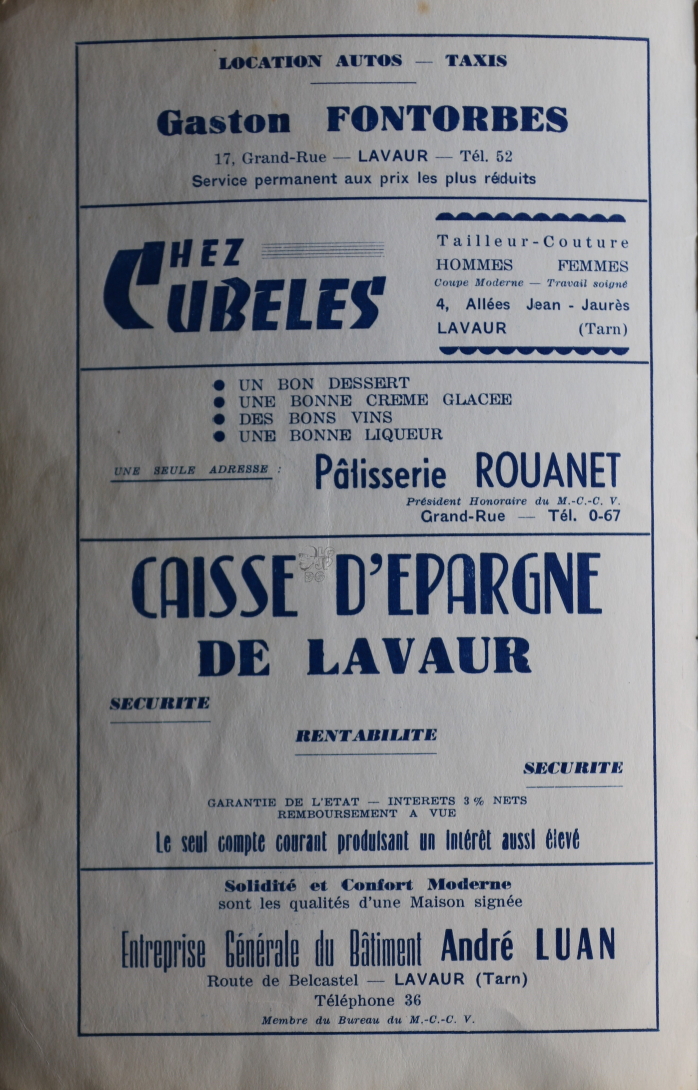 LOCATION AUTOS — TAXIS
Gaston FONTORBES
17, Grand-Rue — LAVAUR — Tél. 52
Service permanent aux prix les plus réduits
CHEZ
CUBELES
Tailleur-Couture
HOMMES FEMMES
Coupe Moderne — Travail soigné
4, Allées Jean - Jaurès
LAVAUR (Tarn)
● UN BON DESSERT
● UNE BONNE CREME GLACEE
● DES BONS VINS
● UNE BONNE LIQUEUR
UNE SEULE ADRESSE :
Pâtisserie ROUANET
Président Honoraire du M.-C.-C. V.
Grand-Rue — Tél. 0-67
CAISSE D'EPARGNE
DE LAVAUR
SECURITE
RENTABILITE
SECURITE
GARANTIE DE L'ETAT — INTERETS 3 % NETS
REMBOURSEMENT A VUE
Le seul compte courant produisant un intérêt aussi élevé
Solidité et Confort Moderne
sont les qualités d'une Maison signée
Entreprise Générale du Bâtiment André LUAN
Route de Belcastel — LAVAUR (Tarn)
Téléphone 36
Membre du Bureau du M.-C.-C. V.